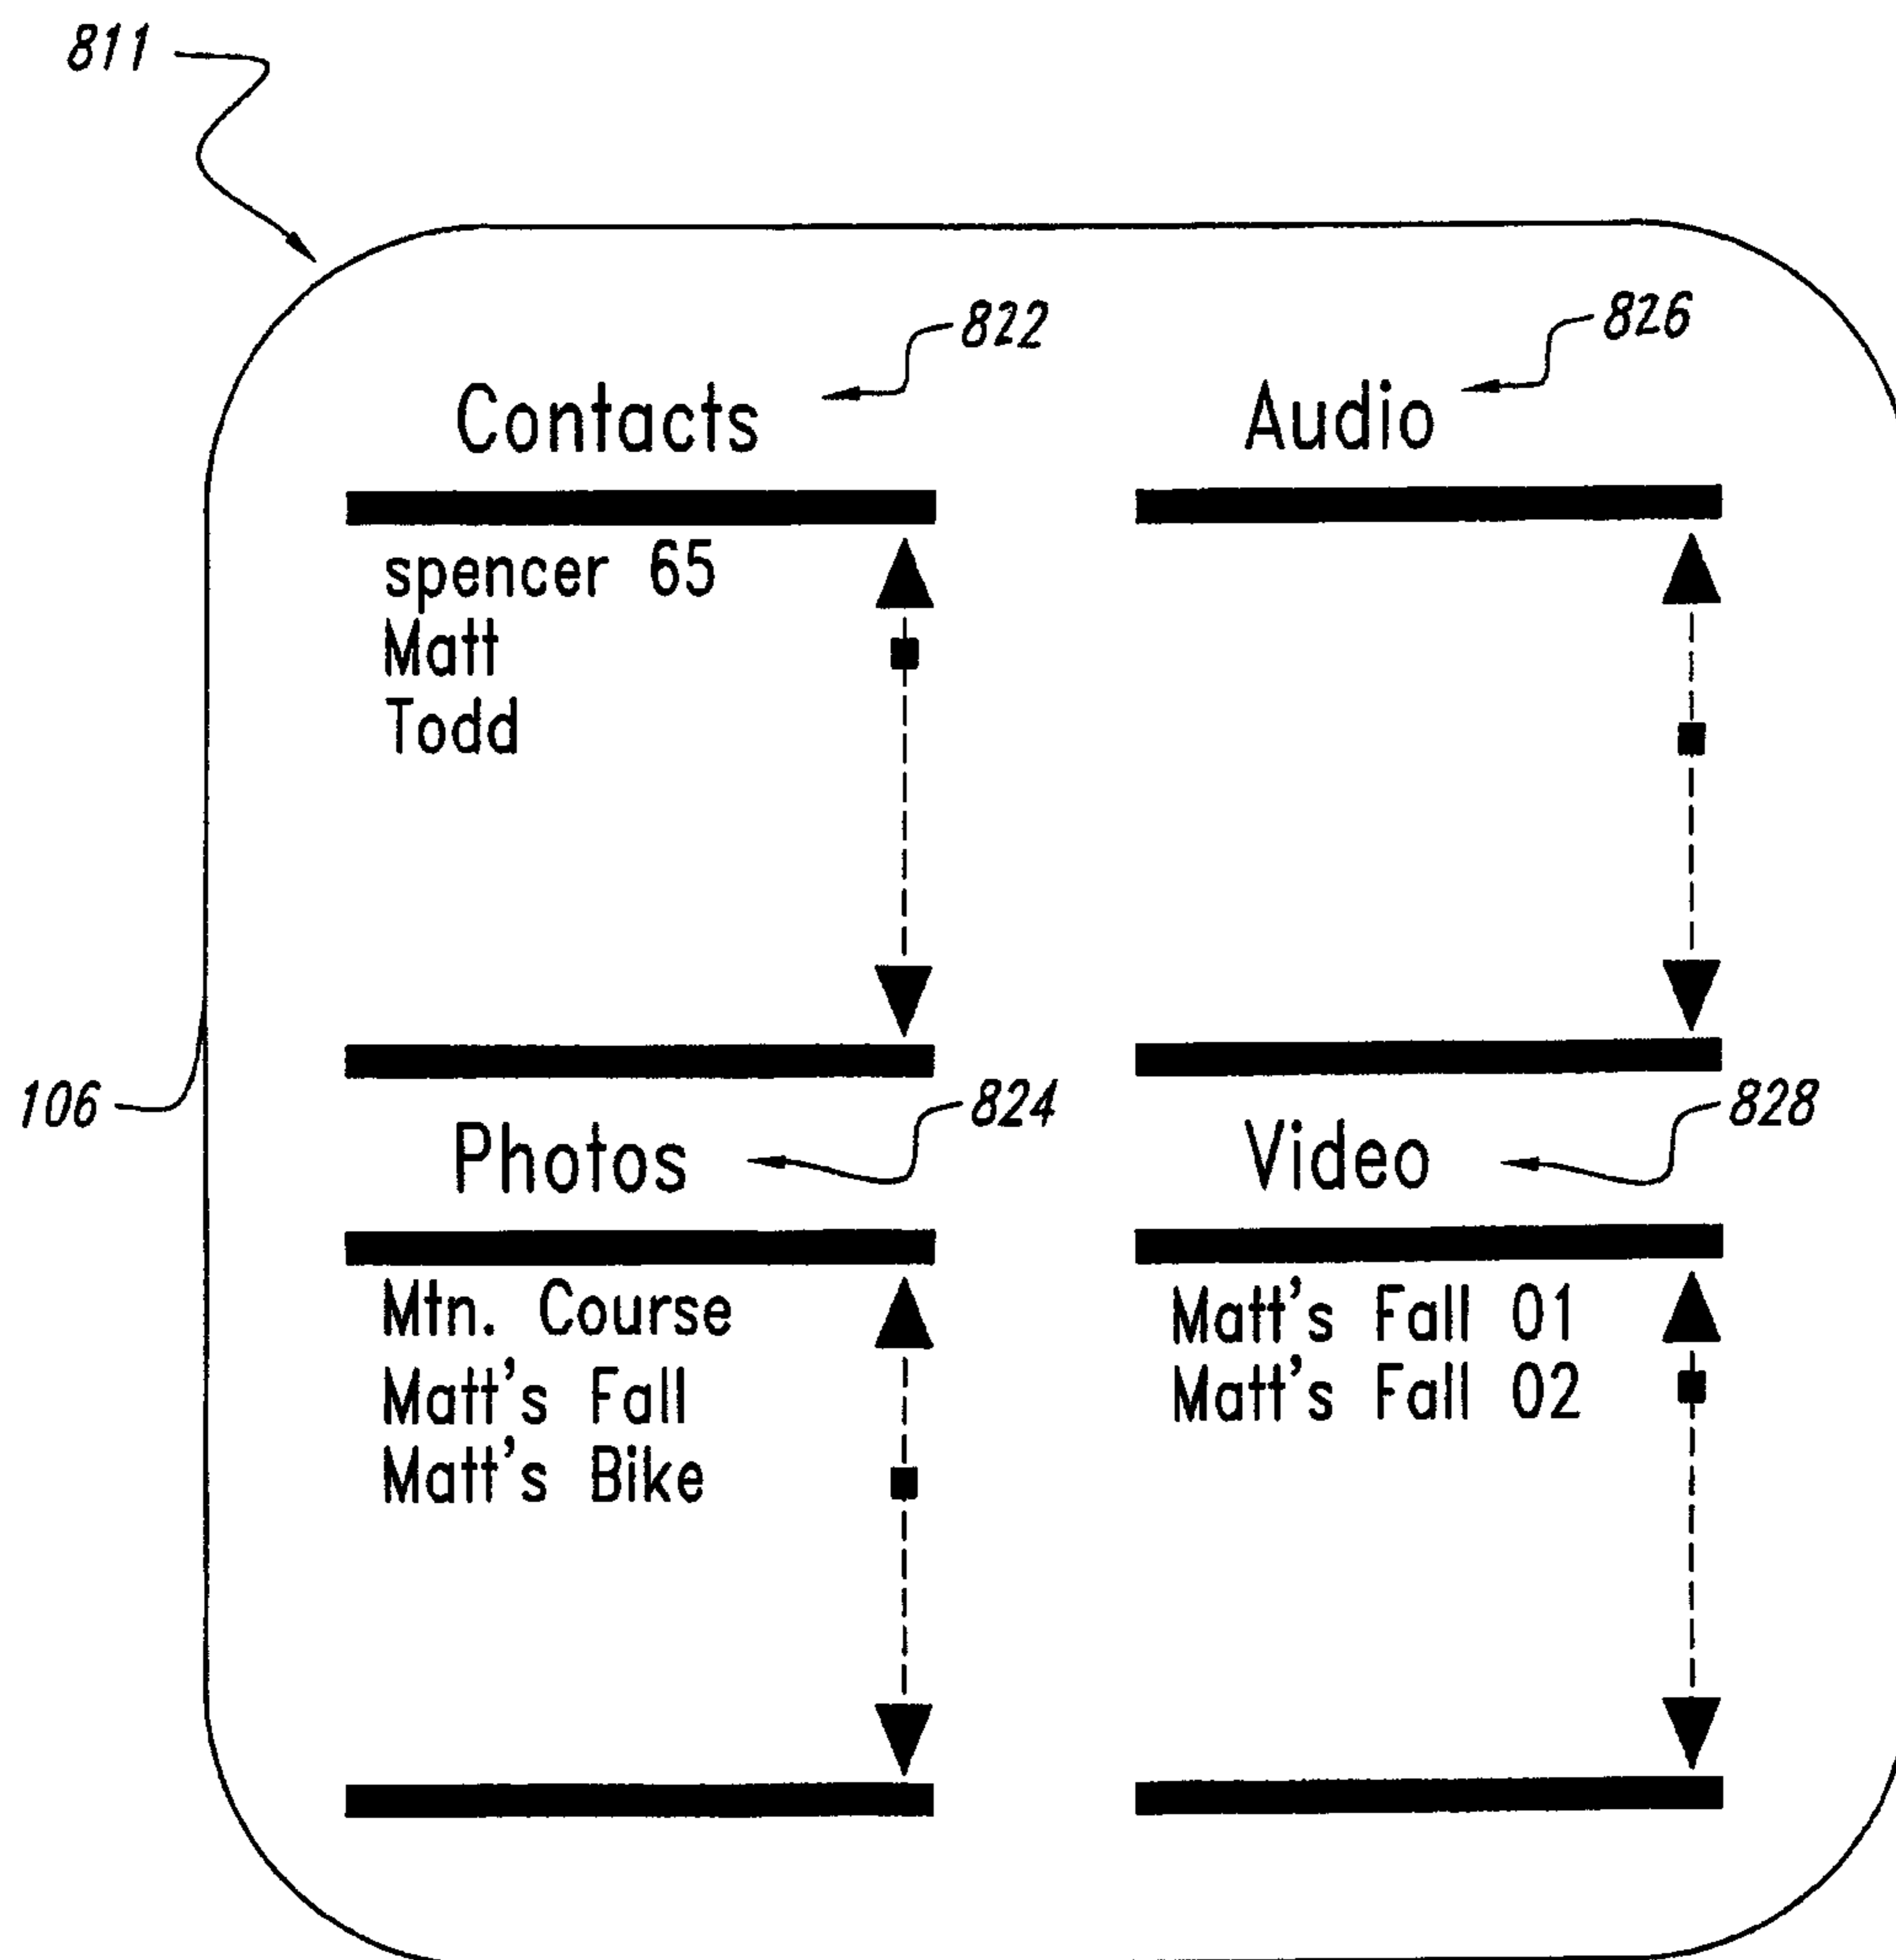 811
822
826
Contacts
Audio
spencer 65
Matt
Todd
106
824
828
Photos
Video
Mtn. Course
Matt's Fall
Matt's Bike
Matt's Fall 01
Matt's Fall 02